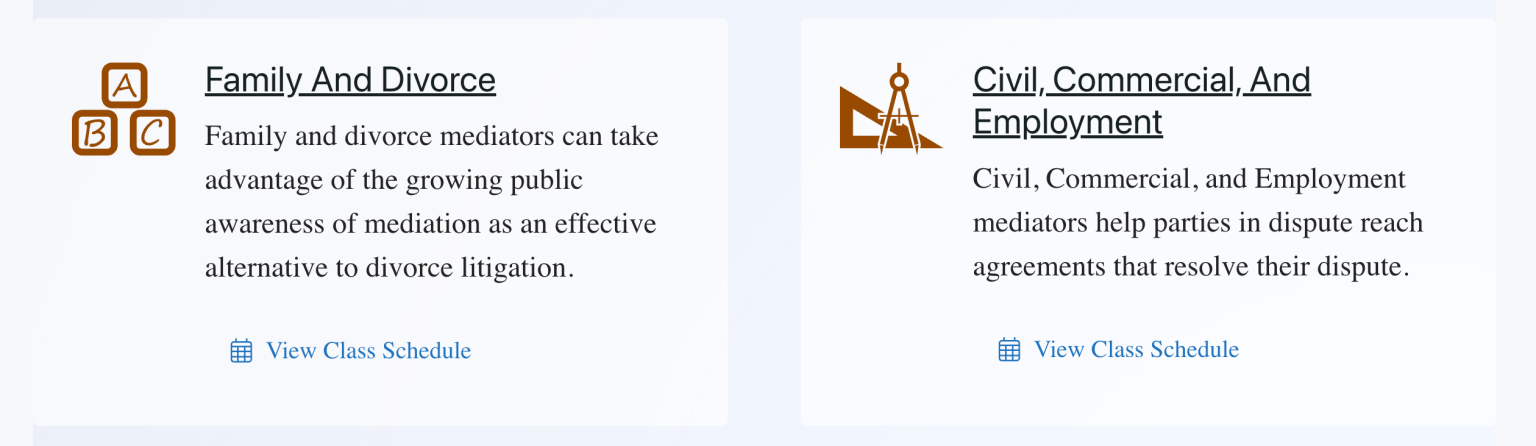 A
B C
Family And Divorce
Family and divorce mediators can take
advantage of the growing public
awareness of mediation as an effective
alternative to divorce litigation.
View Class Schedule
Civil, Commercial, And
Employment
Civil, Commercial, and Employment
mediators help parties in dispute reach
agreements that resolve their dispute.
View Class Schedule